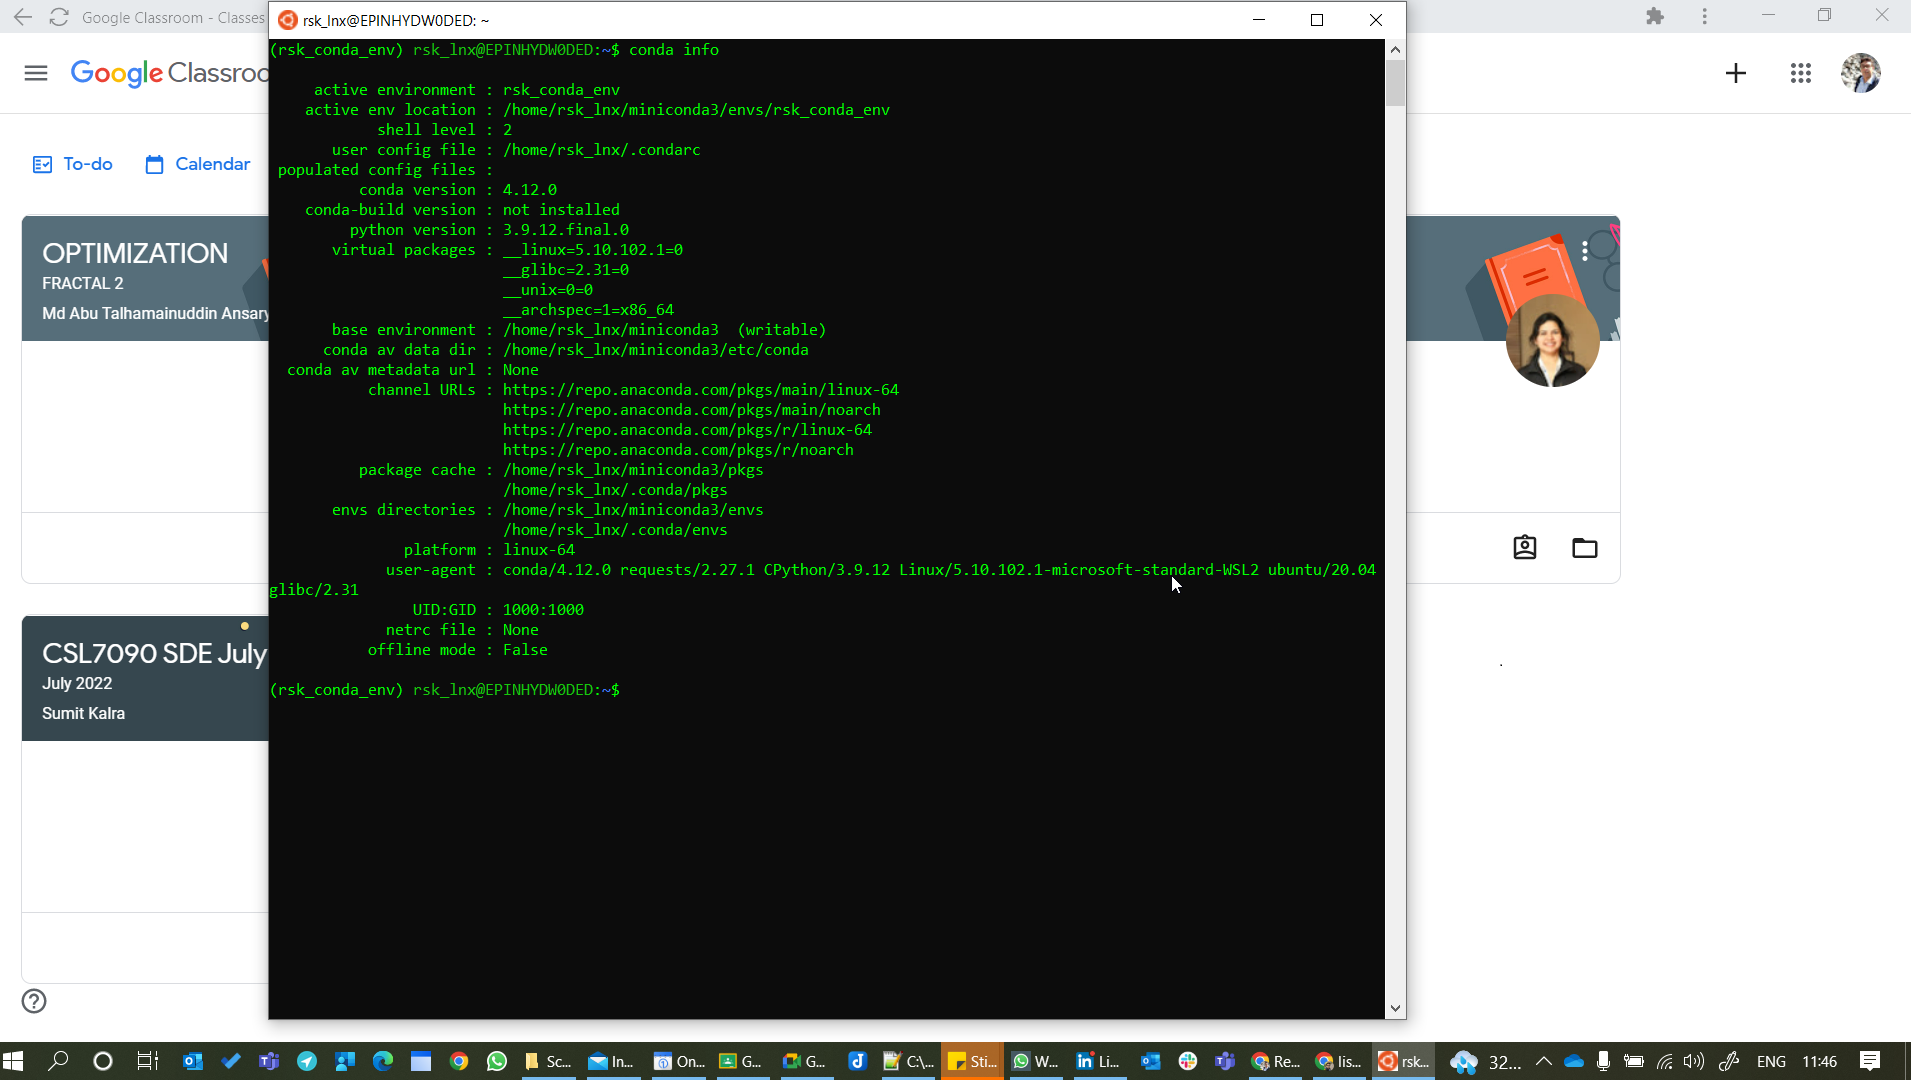 Google Classroom - Classes
rsk_lnx@EPINHYDW0DED: ~
Google Classroo
To-do
Calendar
OPTIMIZATION
FRACTAL 2
Md Abu Talhamainuddin Ansary
CSL7090 SDE July
July 2022
Sumit Kalra
(rsk_conda_env) rsk_lnx@EPINHYDW0DED:~$ conda info
active environment : rsk_conda_env
active env location : /home/rsk_lnx/miniconda3/envs/rsk_conda_env
shell level : 2
user config file : /home/rsk_lnx/.condarc
populated config files :
conda version : 4.12.0
conda-build version : not installed
python version : 3.9.12.final.0
virtual packages : __linux=5.10.102.1=0
__glibc=2.31=0
__unix=0=0
__archspec=1=x86_64
base environment : /home/rsk_lnx/miniconda3  (writable)
conda av data dir : /home/rsk_lnx/miniconda3/etc/conda
conda av metadata url : None
channel URLs : https://repo.anaconda.com/pkgs/main/linux-64
https://repo.anaconda.com/pkgs/main/noarch
https://repo.anaconda.com/pkgs/r/linux-64
https://repo.anaconda.com/pkgs/r/noarch
package cache : /home/rsk_lnx/miniconda3/pkgs
/home/rsk_lnx/.conda/pkgs
envs directories : /home/rsk_lnx/miniconda3/envs
/home/rsk_lnx/.conda/envs
platform : linux-64
user-agent : conda/4.12.0 requests/2.27.1 CPython/3.9.12 Linux/5.10.102.1-microsoft-standard-WSL2 ubuntu/20.04
glibc/2.31
UID:GID : 1000:1000
netrc file : None
offline mode : False
(rsk_conda_env) rsk_lnx@EPINHYDW0DED:~$
Sc... In... On... G... G... C:\... Sti... W... Li... Re... Iis... rsk... 32... ENG 11:46